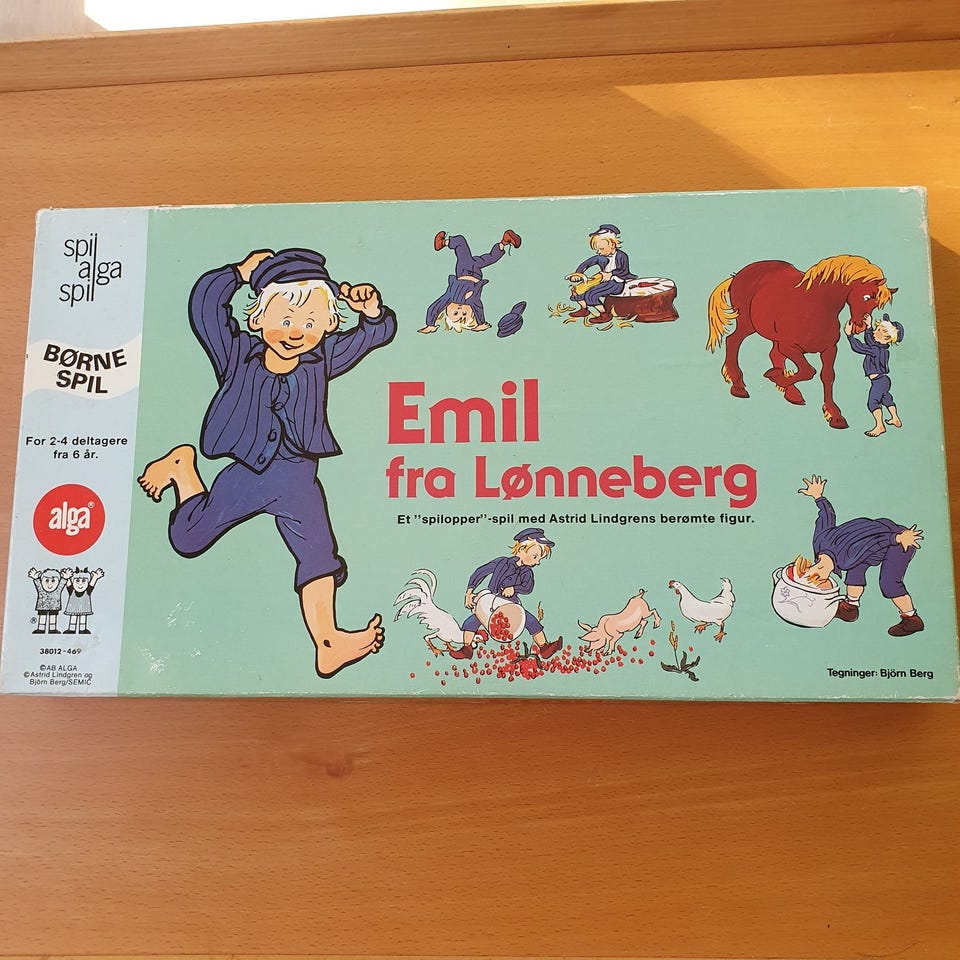 spil
alga
spil
BØRNE
SPIL
For 2-4 deltagere
fra 6 år.
alga®
®
38012-469
©AB ALGA
©Astrid Lindgren og
Björn Berg/SEMIC
Emil
fra Lønneberg
Et "spilopper"-spil med Astrid Lindgrens berømte figur.
Tegninger: Björn Berg